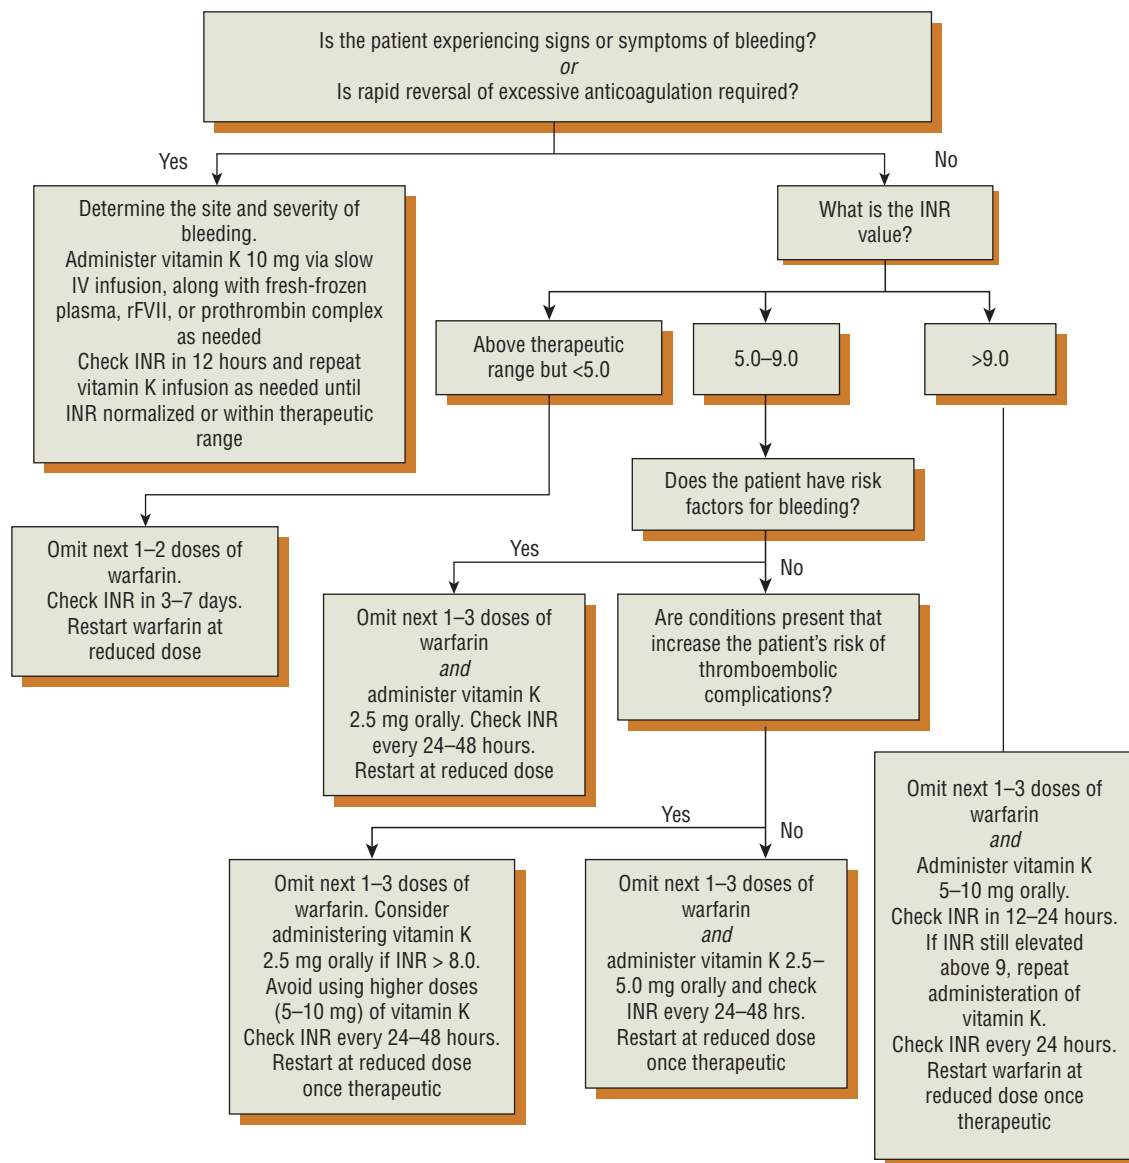 Is the patient experiencing signs or symptoms of bleeding?
or
Is rapid reversal of excessive anticoagulation required?
Yes
No
Determine the site and severity of
bleeding.
Administer vitamin K 10 mg via slow
IV infusion, along with fresh-frozen
plasma, rFVII, or prothrombin complex
as needed
Check INR in 12 hours and repeat
vitamin K infusion as needed until
INR normalized or within therapeutic
range
What is the INR
value?
Above therapeutic
range but <5.0
5.0–9.0
>9.0
Does the patient have risk
factors for bleeding?
Omit next 1–2 doses of
warfarin.
Check INR in 3–7 days.
Restart warfarin at
reduced dose
Yes
No
Omit next 1–3 doses of
warfarin
and
administer vitamin K
2.5 mg orally. Check INR
every 24–48 hours.
Restart at reduced dose
Are conditions present that
increase the patient’s risk of
thromboembolic
complications?
Yes
No
Omit next 1–3 doses of
warfarin. Consider
administering vitamin K
2.5 mg orally if INR > 8.0.
Avoid using higher doses
(5–10 mg) of vitamin K
Check INR every 24–48 hours.
Restart at reduced dose
once therapeutic
Omit next 1–3 doses of
warfarin
and
administer vitamin K 2.5–
5.0 mg orally and check
INR every 24–48 hrs.
Restart at reduced dose
once therapeutic
Omit next 1–3 doses of
warfarin
and
Administer vitamin K
5–10 mg orally.
Check INR in 12–24 hours.
If INR still elevated
above 9, repeat
administeration of
vitamin K.
Check INR every 24 hours.
Restart warfarin at
reduced dose once
therapeutic